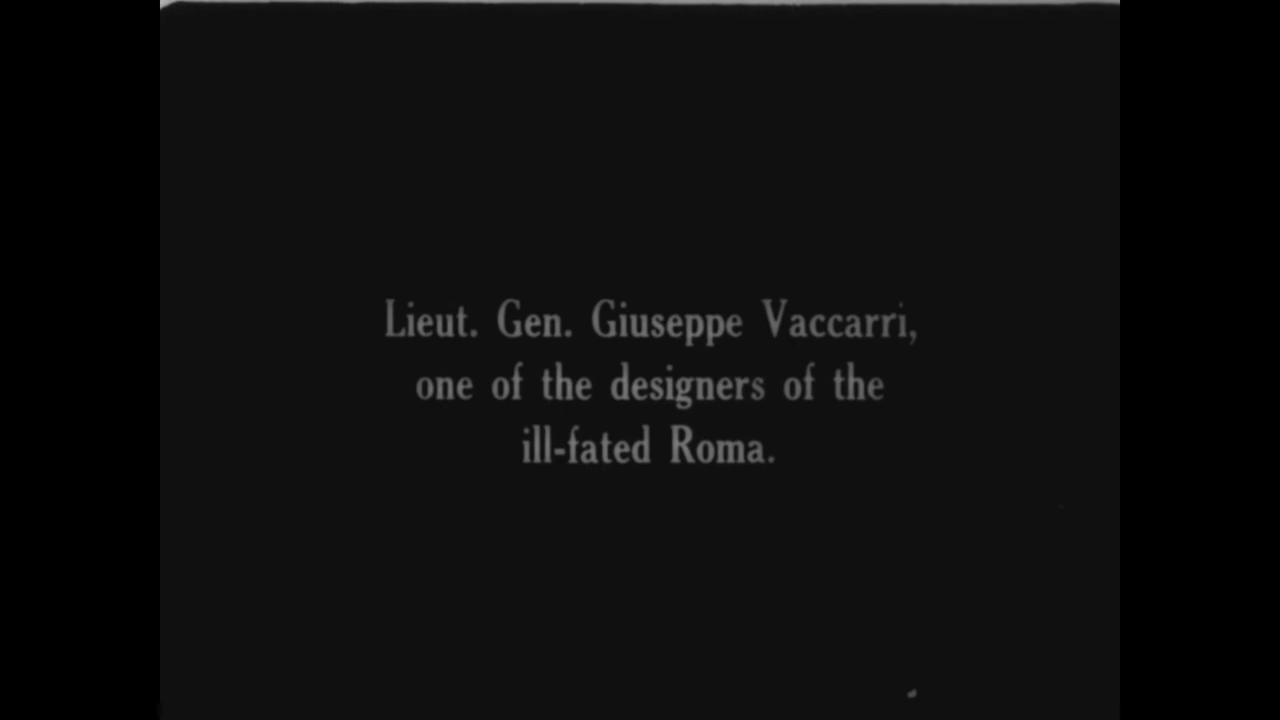 Lieut. Gen. Giuseppe Vaccarri,
one of the designers of the
ill-fated Roma.